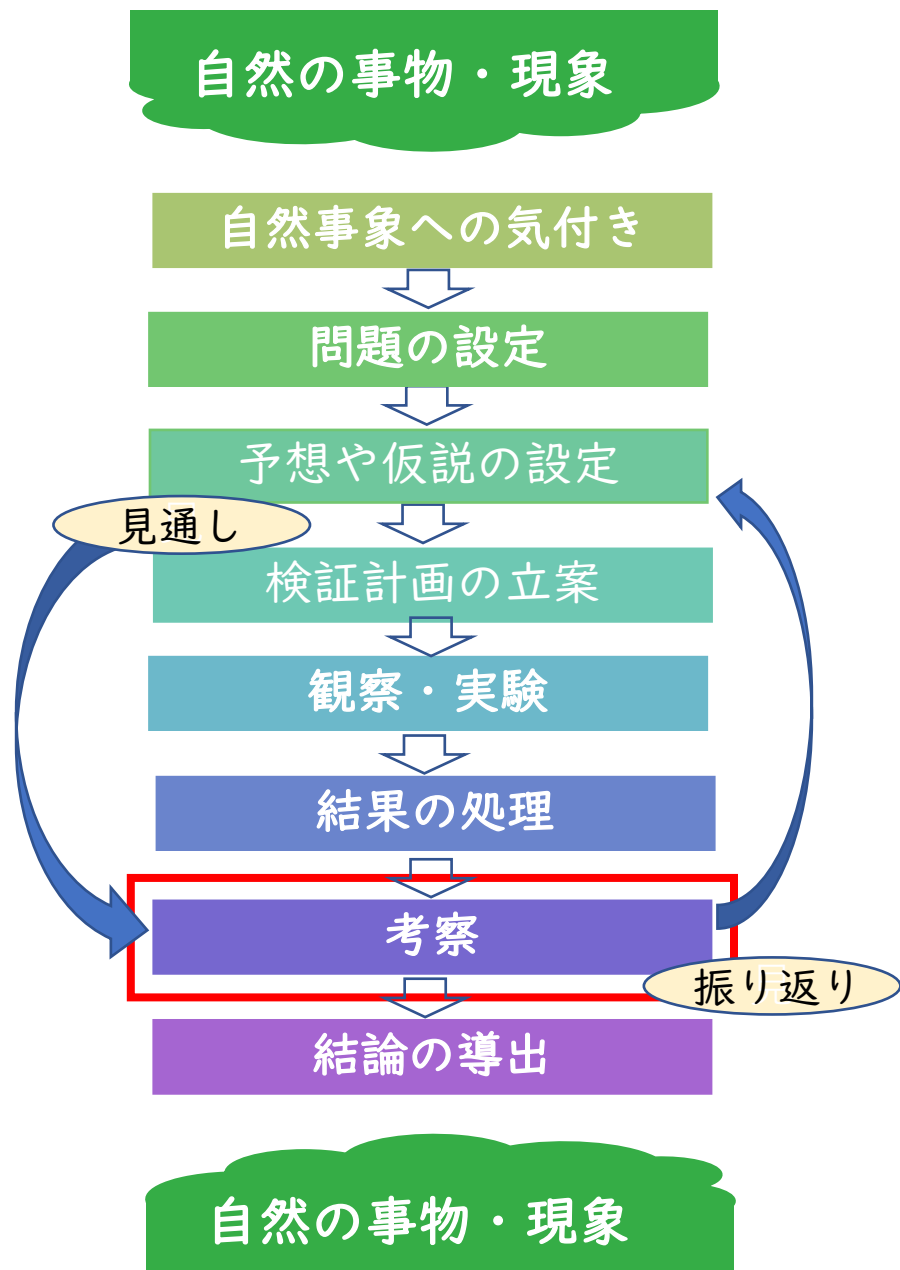 自然の事物・現象
自然事象への気付き
問題の設定
予想や仮説の設定
見通し
検証計画の立案
観察・実験
結果の処理
考察
振り返り
結論の導出
自然の事物・現象